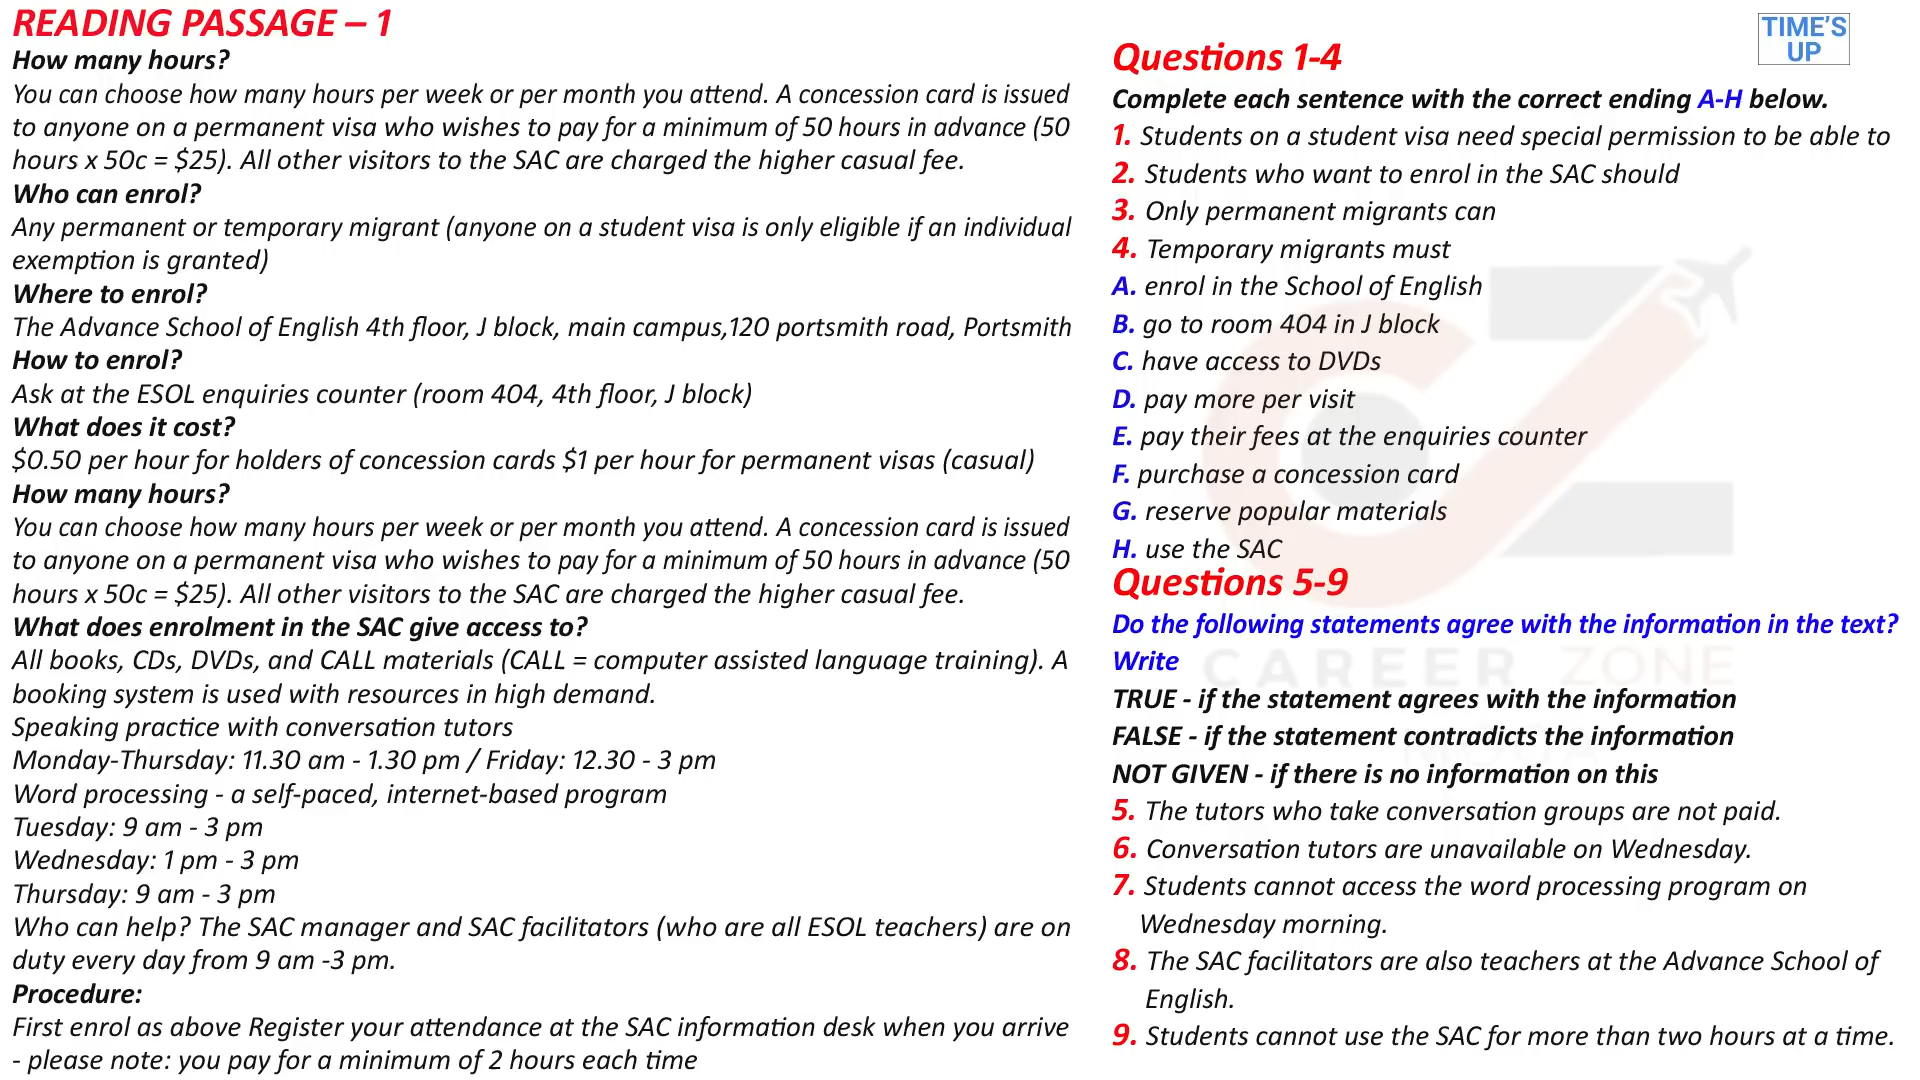 READING PASSAGE – 1
How many hours?
You can choose how many hours per week or per month you attend. A concession card is issued
to anyone on a permanent visa who wishes to pay for a minimum of 50 hours in advance (50
hours x 50c = $25). All other visitors to the SAC are charged the higher casual fee.
Who can enrol?
Any permanent or temporary migrant (anyone on a student visa is only eligible if an individual
exemption is granted)
Where to enrol?
The Advance School of English 4th floor, J block, main campus,120 portsmith road, Portsmith
How to enrol?
Ask at the ESOL enquiries counter (room 404, 4th floor, J block)
What does it cost?
$0.50 per hour for holders of concession cards $1 per hour for permanent visas (casual)
How many hours?
You can choose how many hours per week or per month you attend. A concession card is issued
to anyone on a permanent visa who wishes to pay for a minimum of 50 hours in advance (50
hours x 50c = $25). All other visitors to the SAC are charged the higher casual fee.
What does enrolment in the SAC give access to?
All books, CDs, DVDs, and CALL materials (CALL = computer assisted language training). A
booking system is used with resources in high demand.
Speaking practice with conversation tutors
Monday-Thursday: 11.30 am - 1.30 pm / Friday: 12.30 - 3 pm
Word processing - a self-paced, internet-based program
Tuesday: 9 am - 3 pm
Wednesday: 1 pm - 3 pm
Thursday: 9 am - 3 pm
Who can help? The SAC manager and SAC facilitators (who are all ESOL teachers) are on
duty every day from 9 am -3 pm.
Procedure:
First enrol as above Register your attendance at the SAC information desk when you arrive
- please note: you pay for a minimum of 2 hours each time
TIME'S
UP
Questions 1-4
Complete each sentence with the correct ending A-H below.
1. Students on a student visa need special permission to be able to
2. Students who want to enrol in the SAC should
3. Only permanent migrants can
4. Temporary migrants must
A. enrol in the School of English
B. go to room 404 in J block
C. have access to DVDs
D. pay more per visit
E. pay their fees at the enquiries counter
F. purchase a concession card
G. reserve popular materials
H. use the SAC
Questions 5-9
Do the following statements agree with the information in the text?
Write
CAREER ZONE
TRUE - if the statement agrees with the information
FALSE - if the statement contradicts the information
NOT GIVEN - if there is no information on this
5. The tutors who take conversation groups are not paid.
6. Conversation tutors are unavailable on Wednesday.
7. Students cannot access the word processing program on
Wednesday morning.
8. The SAC facilitators are also teachers at the Advance School of
English.
9. Students cannot use the SAC for more than two hours at a time.